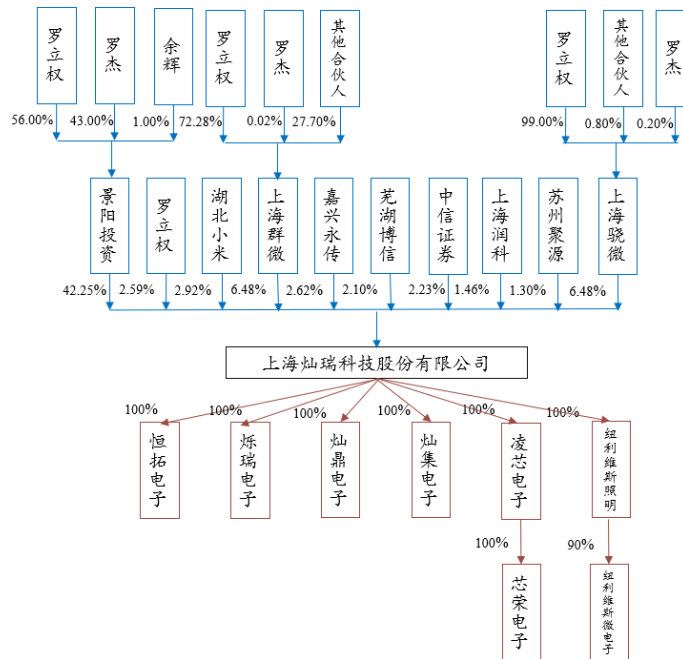 罗立权
罗杰
余辉
罗立权
罗杰
其他合伙人
罗立权
其他合伙人
罗杰
56.00%
43.00%
1.00%
72.28%
0.02%
27.70%
99.00%
0.80%
0.20%
景阳投资
罗立权
湖北小米
上海群微
嘉兴永传
芜湖博信
中信证券
上海润科
苏州聚源
上海骁微
42.25%
2.59%
2.92%
6.48%
2.62%
2.10%
2.23%
1.46%
1.30%
6.48%
上海灿瑞科技股份有限公司
100%
100%
100%
100%
100%
100%
恒拓电子
烁瑞电子
灿鼎电子
灿集电子
凌芯电子
纽利维斯照明
100%
90%
芯荣电子
纽利维斯微电子